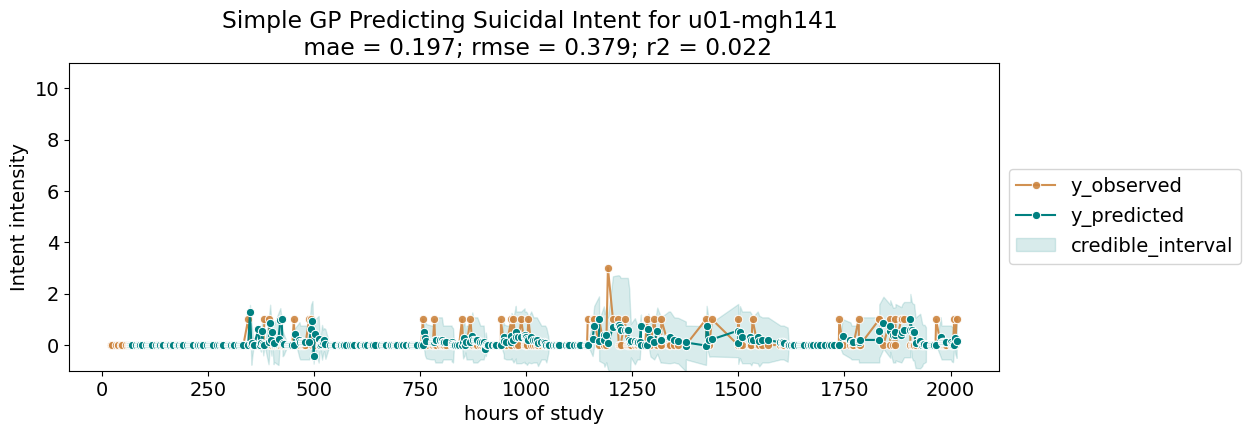 Simple GP Predicting Suicidal Intent for u01-mgh141
mae = 0.197; rmse = 0.379; r2 = 0.022
Intent intensity
10
8
6
4
2
0
0 250 500 750 1000 1250 1500 1750 2000
hours of study
y_observed
y_predicted
credible_interval